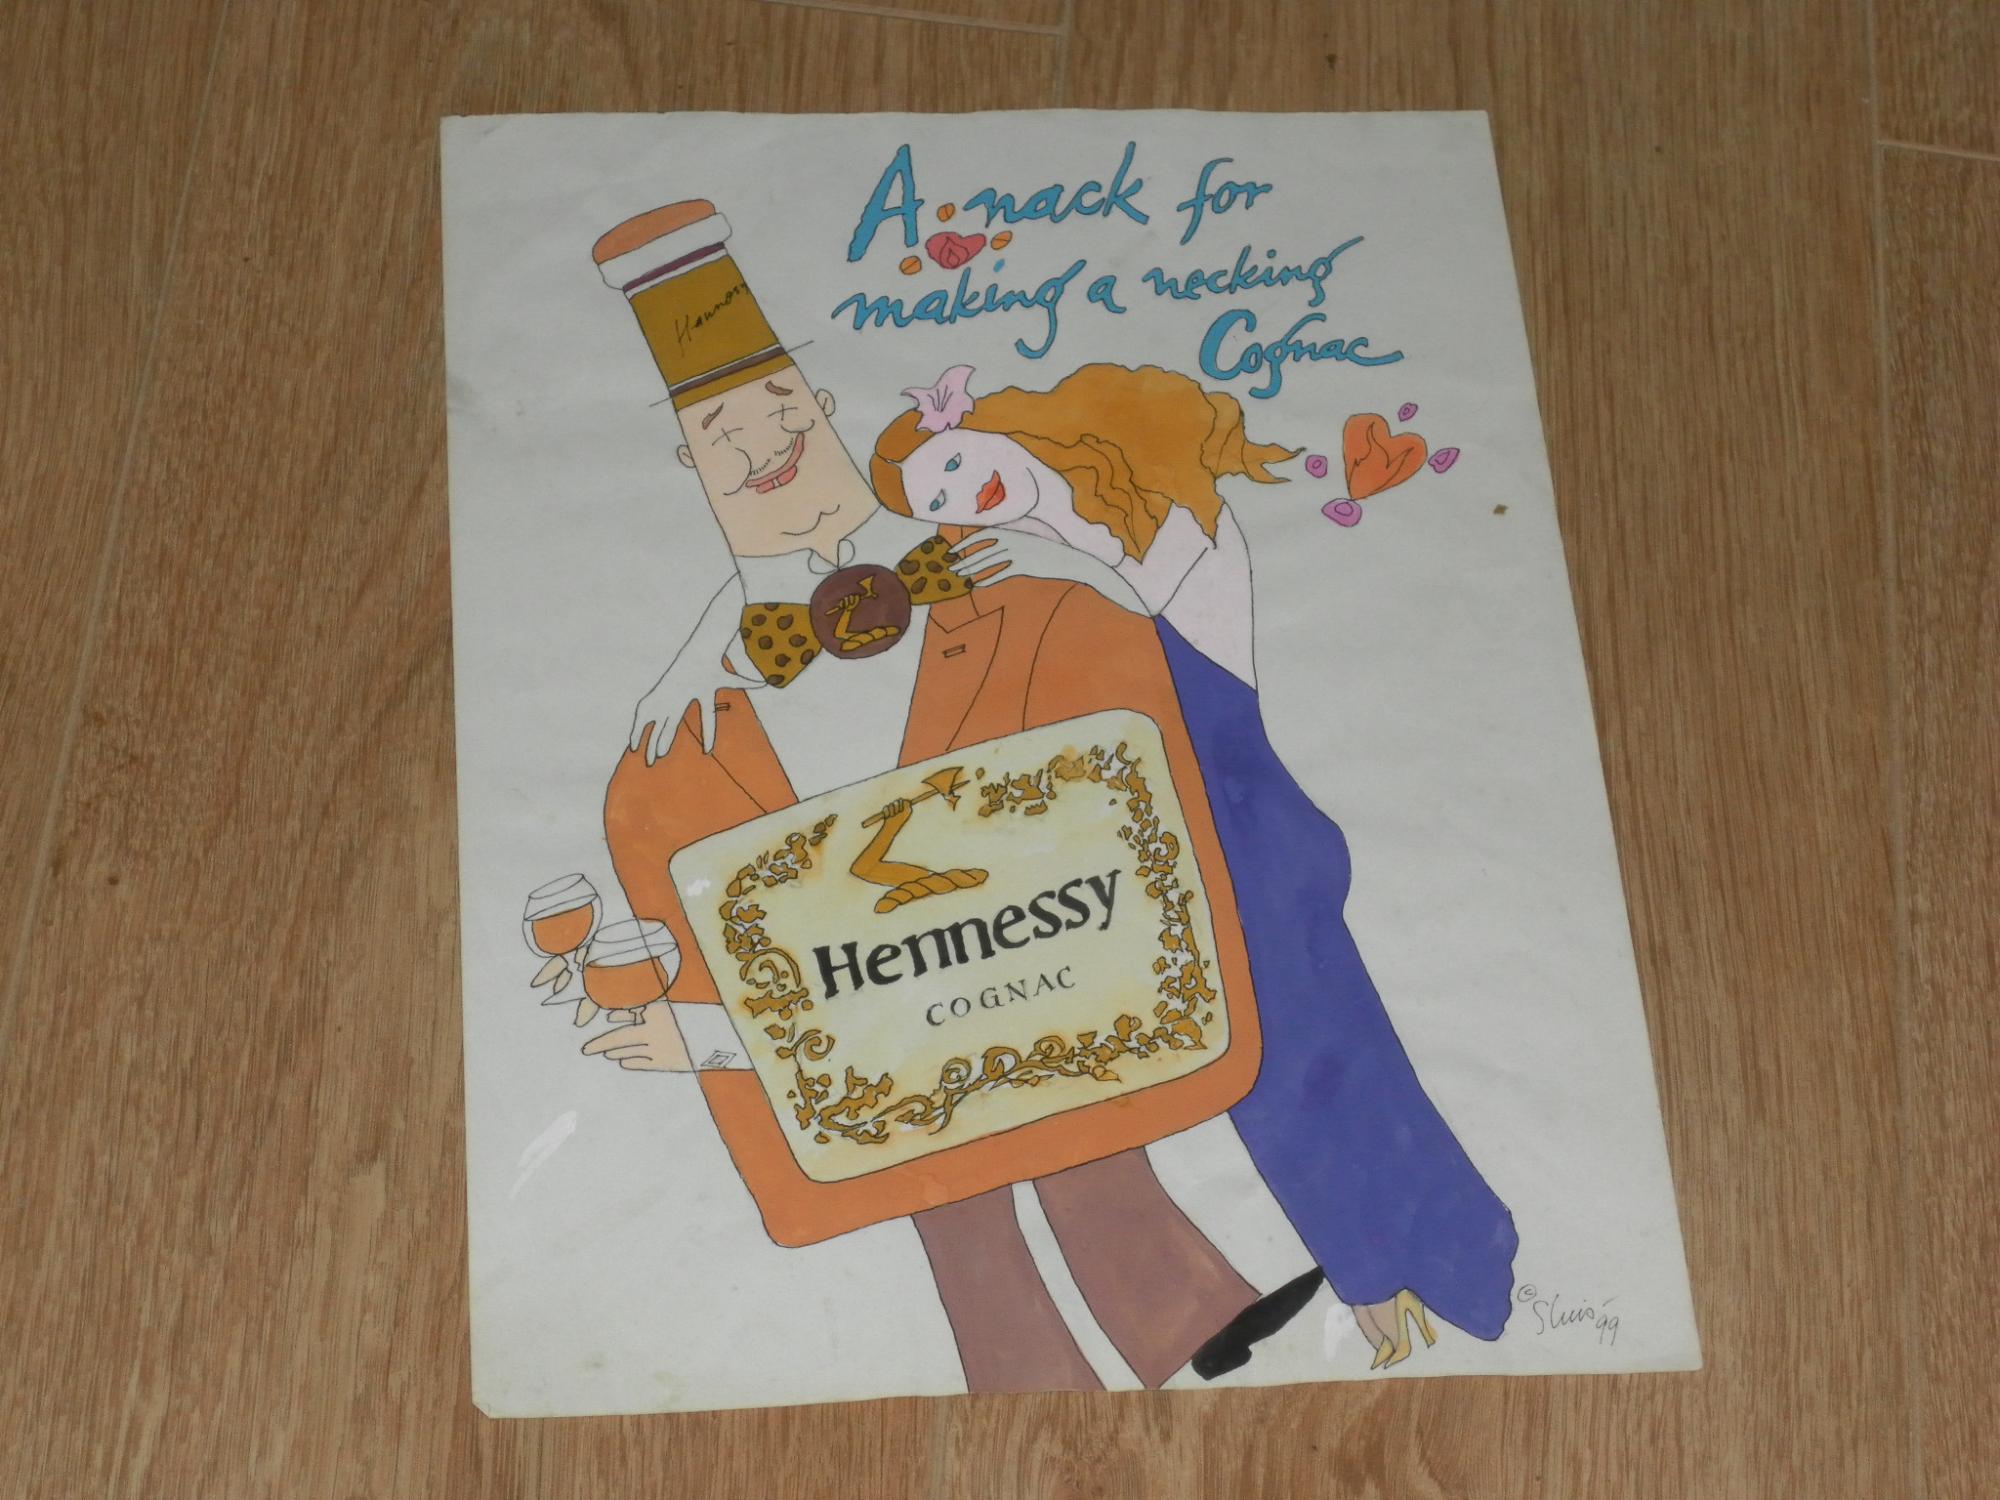 A nack for
making a necking
Cognac
Hennessy
Hennessy
COGNAC
© Sluis '99